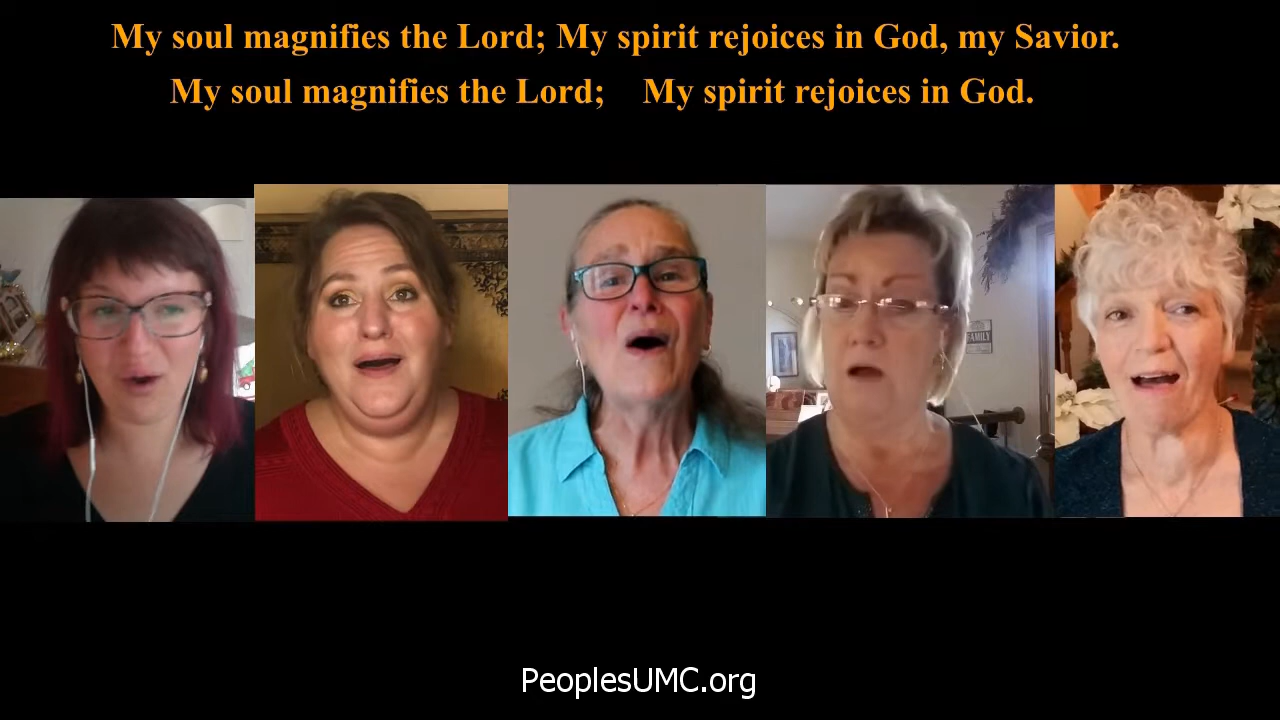 My soul magnifies the Lord; My spirit rejoices in God, my Savior.
My soul magnifies the Lord; My spirit rejoices in God.
FAMILY
PeoplesUMC.org